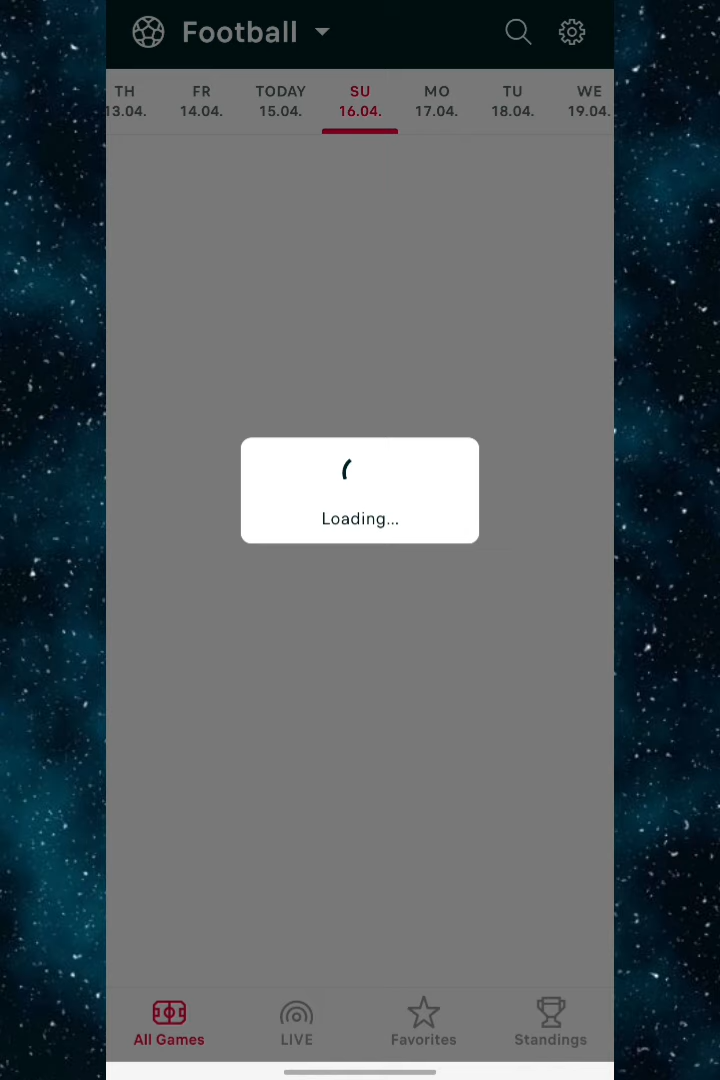 Football
TH FR TODAY SU MO TU WE
13.04. 14.04. 15.04. 16.04. 17.04. 18.04. 19.04.
Loading...
All Games LIVE Favorites Standings